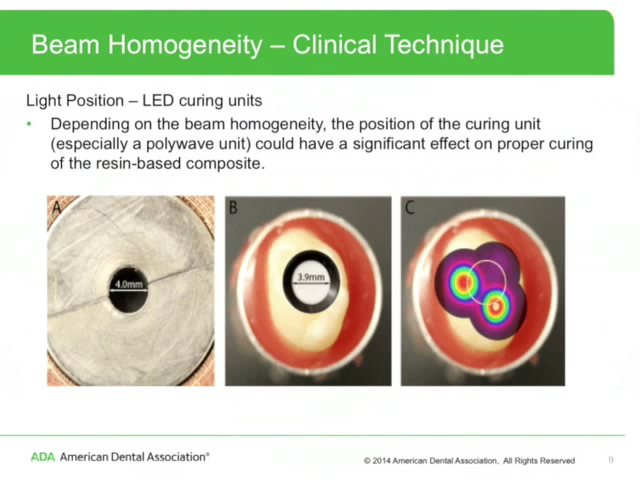 Beam Homogeneity – Clinical Technique
Light Position – LED curing units
• Depending on the beam homogeneity, the position of the curing unit
(especially a polywave unit) could have a significant effect on proper curing
of the resin-based composite.
A
B
C
4.0mm
3.9mm
ADA American Dental Association®
© 2014 American Dental Association, All Rights Reserved
9